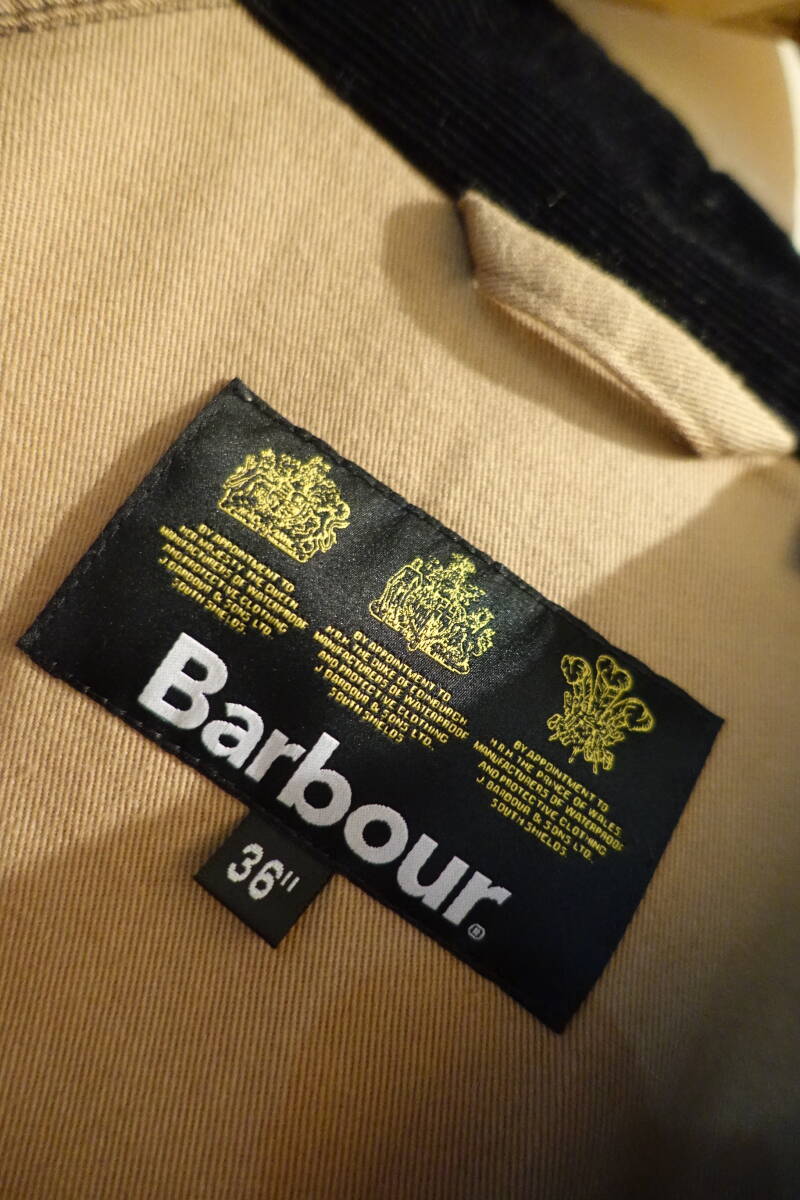 BY APPOINTMENT TO
HER MAJESTY THE QUEEN.
MANUFACTURERS OF WATERPROOF
AND PROTECTIVE CLOTHING
J.BARBOUR & SONS LTD.
SOUTH SHIELDS.
BY APPOINTMENT TO
H.R.H. THE DUKE OF EDINBURGH.
MANUFACTURERS OF WATERPROOF
AND PROTECTIVE CLOTHING
J. BARBOUR & SONS LTD.
SOUTH SHIELDS
BY APPOINTMENT TO
H.R.H. THE PRINCE OF WALES.
MANUFACTURERS OF WATERPROOF
AND PROTECTIVE CLOTHING
J. BARBOUR & SONS LTD.
SOUTH SHIELDS.
Barbour®
36"